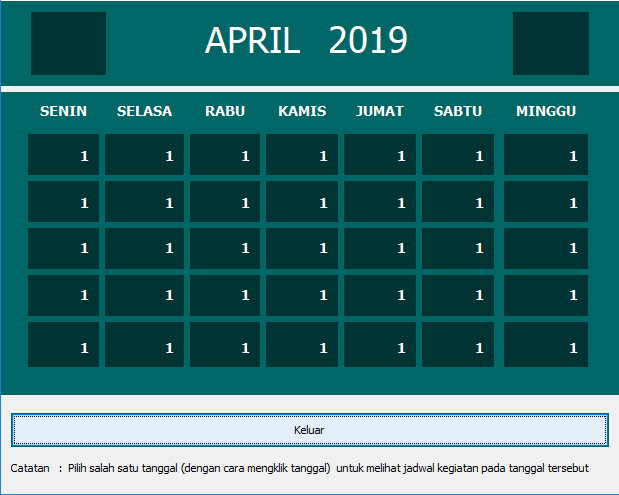 APRIL 2019
SENIN SELASA RABU KAMIS JUMAT SABTU MINGGU
1 1 1 1 1 1 1
1 1 1 1 1 1 1
1 1 1 1 1 1 1
1 1 1 1 1 1 1
1 1 1 1 1 1 1
Keluar
Catatan : Pilih salah satu tanggal (dengan cara mengklik tanggal) untuk melihat jadwal kegiatan pada tanggal tersebut